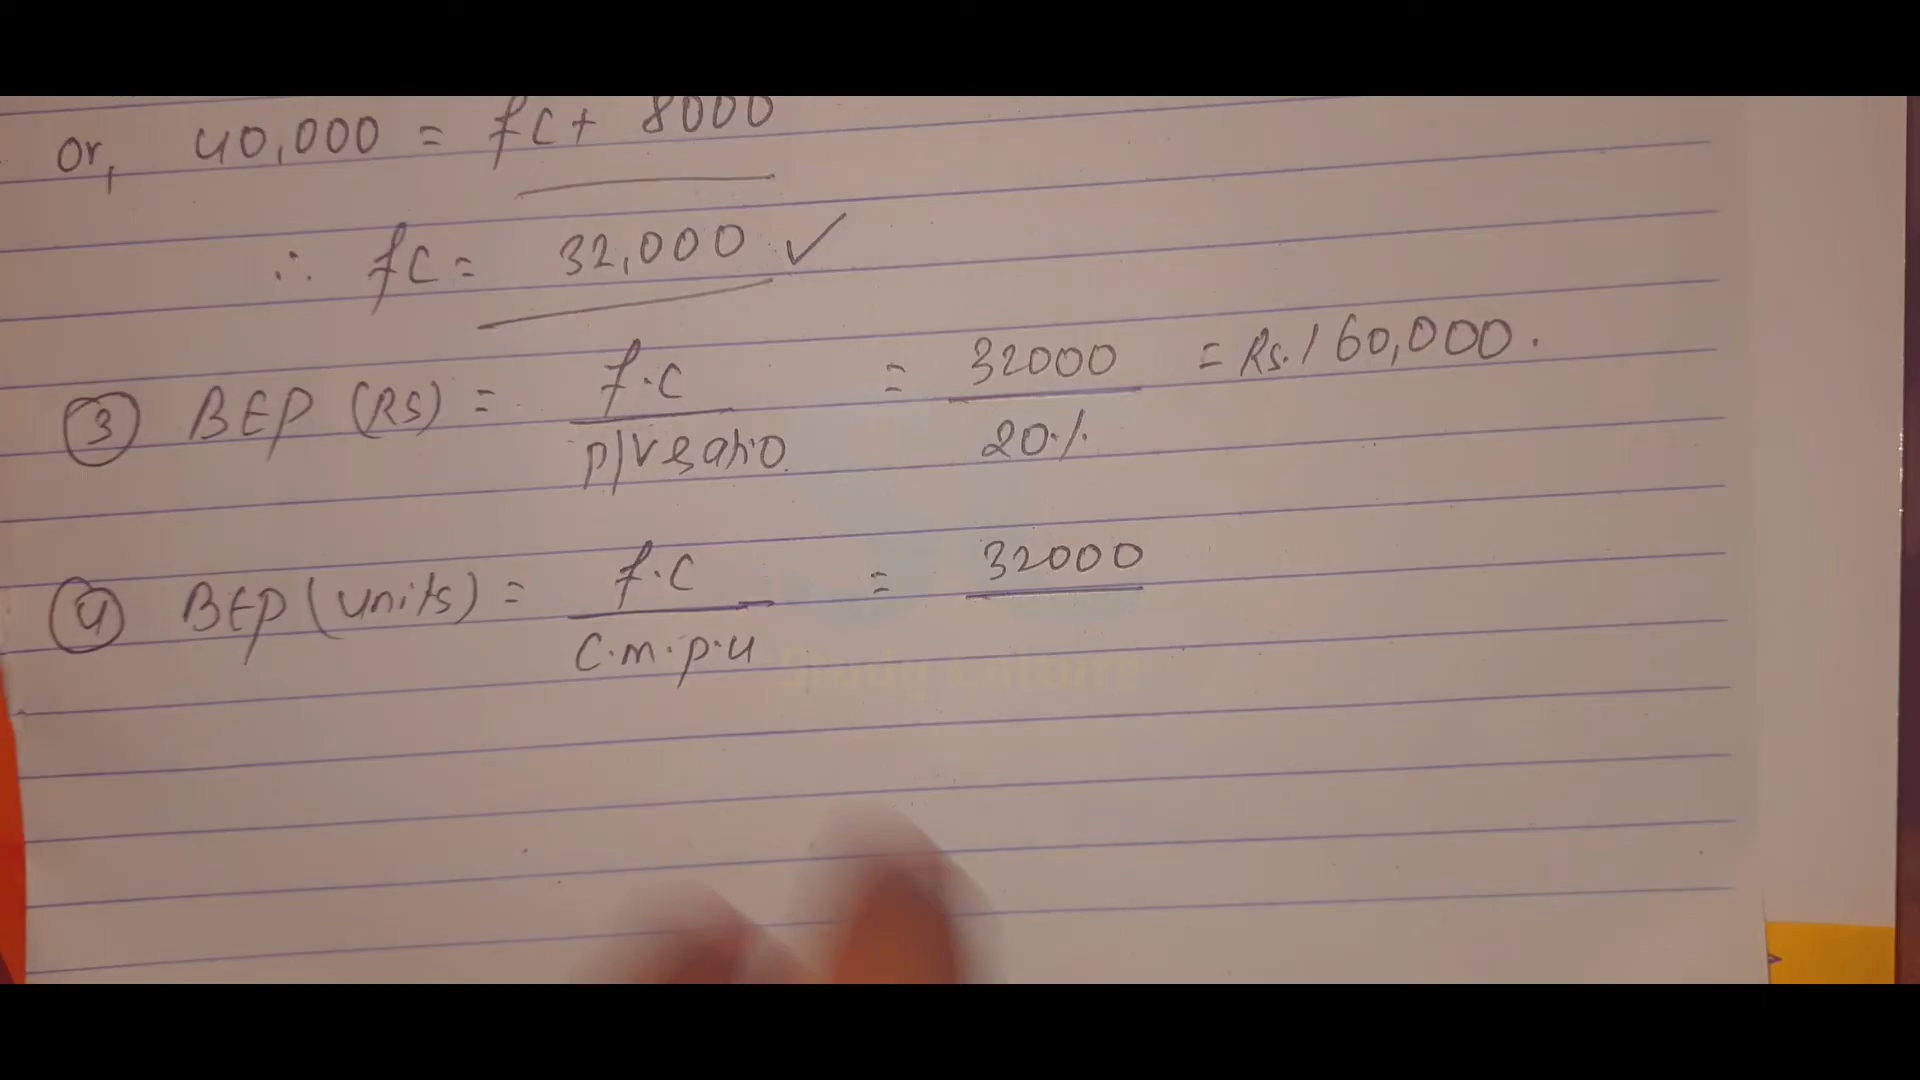 or, 40,000 = fC + 8000
∴ fC = 32,000 ✓
③ BEP (RS) = f.C / P/V Ratio = 32000 / 20% = Rs. 160,000.
④ BEP (units) = f.C / C.m.p.u = 32000